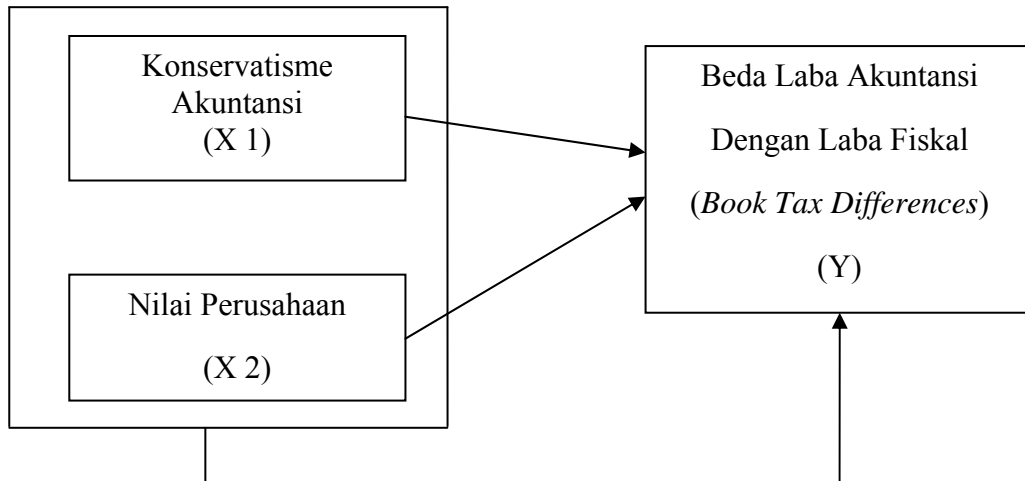 Konservatisme
Akuntansi
(X 1)
Nilai Perusahaan
(X 2)
Beda Laba Akuntansi
Dengan Laba Fiskal
(Book Tax Differences)
(Y)